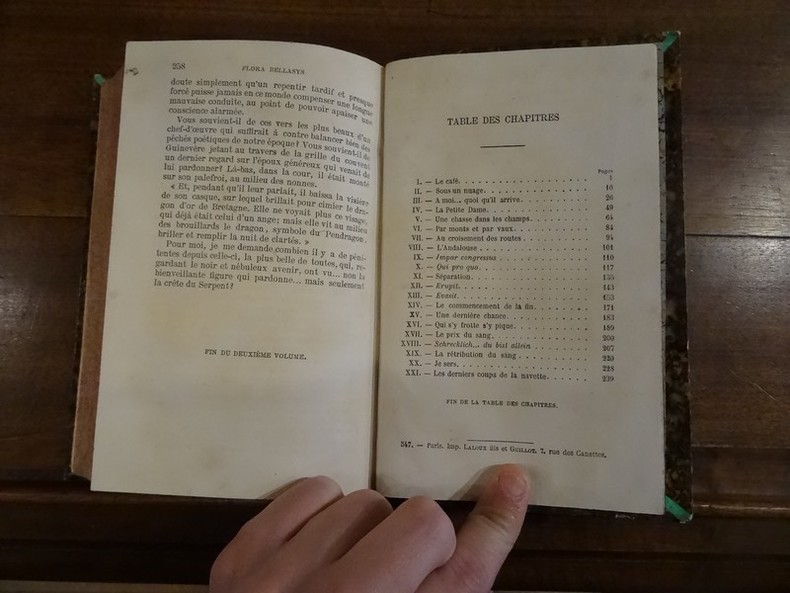 258 FLORA BELLASYS
doute simplement qu'un repentir tardif et presque
forcé puisse jamais en ce monde compenser une longue
mauvaise conduite, au point de pouvoir apaiser une
conscience alarmée.
Vous souvient-il de ces vers les plus beaux d'un
chef-d'œuvre qui suffirait à contre balancer bien des
péchés poétiques de notre époque? Vous souvient-il de
Guinevère jetant au travers de la grille du couvent
un dernier regard sur l'époux généreux qui venait de
lui pardonner? Là-bas, dans la cour, il était monté
sur son palefroi, au milieu des nonnes.
« Et, pendant qu'il leur parlait, il baissa la visière
de son casque, sur lequel brillait pour cimier le dra-
gon d'or de Bretagne. Elle ne voyait plus ce visage,
qui déjà était celui d'un ange; mais elle vit au milieu
des brouillards le dragon, symbole du Pendragon,
briller et remplir la nuit de clartés. »
Pour moi, je me demande combien il y a de péni-
tentes depuis celle-ci, la plus belle de toutes, qui, re-
gardant le noir et nébuleux avenir, ont vu... non la
bienveillante figure qui pardonne... mais seulement
la crête du Serpent?
FIN DU DEUXIÈME VOLUME.
TABLE DES CHAPITRES
Pages
I. — Le café. 1
II. — Sous un nuage. 10
III. — A moi... quoi qu'il arrive. 26
IV. — La Petite Dame. 49
V. — Une chasse dans les champs. 64
VI. — Par monts et par vaux. 84
VII. — Au croisement des routes. 94
VIII. — L'Andalouse 101
IX. — Impar congressus 110
X. — Qui pro quo. 117
XI. — Séparation. 135
XII. — Erupit. 143
XIII. — Evasit. 153
XIV. — Le commencement de la fin. 171
XV. — Une dernière chance. 183
XVI. — Qui s'y frotte s'y pique. 189
XVII. — Le prix du sang. 200
XVIII. — Schrecklich... du bist allein 207
XIX. — La rétribution du sang
XX. — Je sers. 228
XXI. — Les derniers coups de la navette. 239
FIN DE LA TABLE DES CHAPITRES.
547. — Paris. Imp. LALOUX fils et GUILLOT, 7, rue des Canettes.